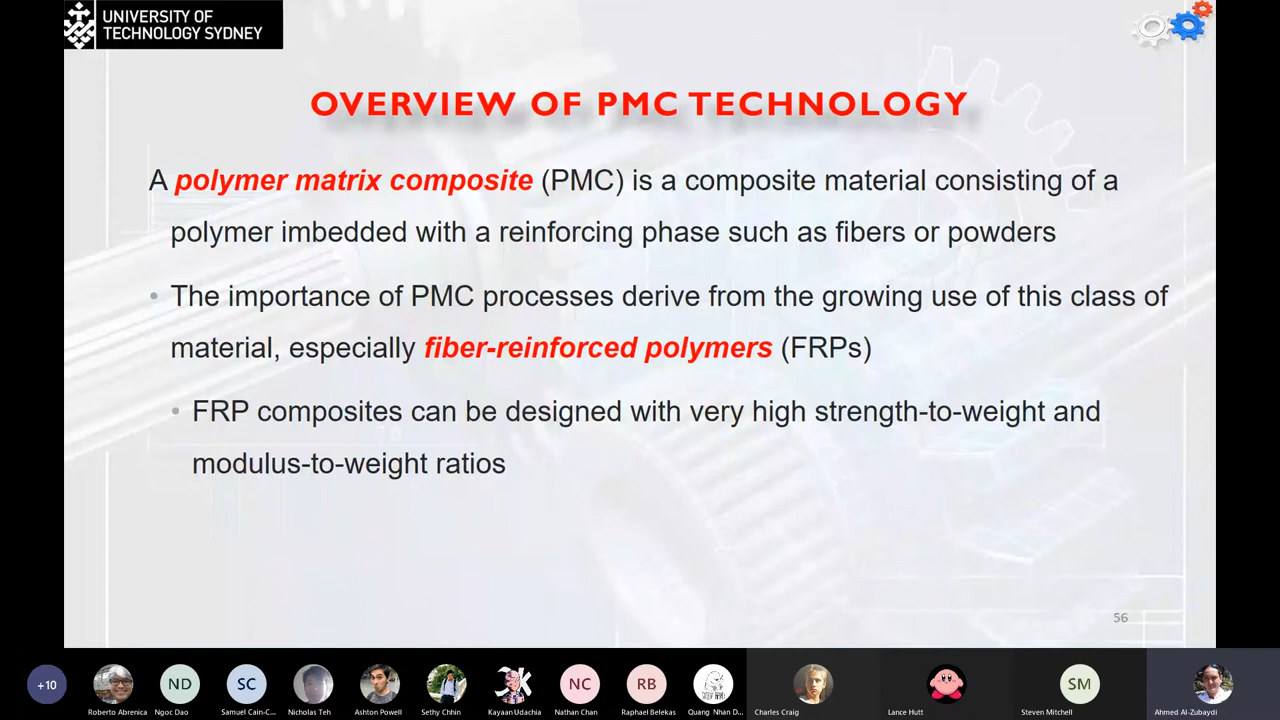 UNIVERSITY OF
TECHNOLOGY SYDNEY
OVERVIEW OF PMC TECHNOLOGY
A polymer matrix composite (PMC) is a composite material consisting of a
polymer imbedded with a reinforcing phase such as fibers or powders
• The importance of PMC processes derive from the growing use of this class of
material, especially fiber-reinforced polymers (FRPs)
• FRP composites can be designed with very high strength-to-weight and
modulus-to-weight ratios
56
+10
ND
SC
NC
RB
SM
Roberto Abrenica
Ngoc Dao
Samuel Cain-C...
Nicholas Teh
Ashton Powell
Sethy Chhin
Kayaan Udachia
Nathan Chan
Raphael Belekas
Quang Nhan D...
Charles Craig
Lance Hutt
Steven Mitchell
Ahmed Al-Zubaydi